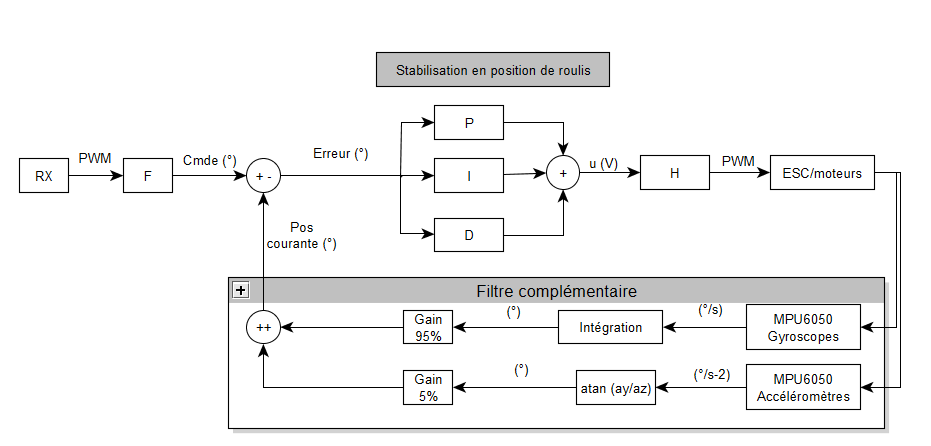 Stabilisation en position de roulis
RX
PWM
F
Cmde (°)
+ -
Erreur (°)
P
I
D
+
u (V)
H
PWM
ESC/moteurs
Pos
courante (°)
+
Filtre complémentaire
++
Gain
95%
(°)
Intégration
(°/s)
MPU6050
Gyroscopes
Gain
5%
(°)
atan (ay/az)
(°/s-2)
MPU6050
Accéléromètres